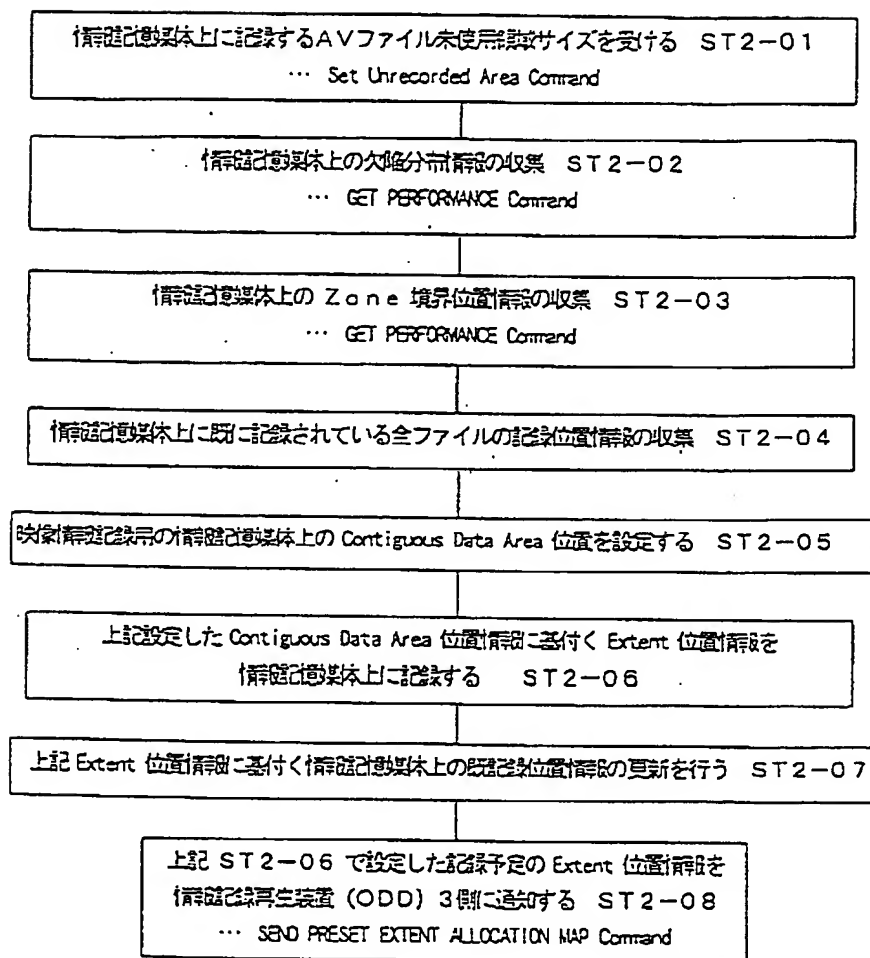 情報記憶媒体上に記録するAVファイル未使用領域サイズを受ける ST2-01
… Set Unrecorded Area Command
情報記憶媒体上の欠陥分布情報の収集 ST2-02
… GET PERFORMANCE Command
情報記憶媒体上の Zone 境界位置情報の収集 ST2-03
… GET PERFORMANCE Command
情報記憶媒体上に既に記録されている全ファイルの記録位置情報の収集 ST2-04
映像情報記録用の情報記憶媒体上の Contiguous Data Area 位置を設定する ST2-05
上記設定した Contiguous Data Area 位置情報に基付く Extent 位置情報を
情報記憶媒体上に記録する ST2-06
上記 Extent 位置情報に基付く情報記憶媒体上の既記録位置情報の更新を行う ST2-07
上記 ST2-06 で設定した記録予定の Extent 位置情報を
情報記録再生装置 (ODD) 3側に通知する ST2-08
… SEND PRESET EXTENT ALLOCATION MAP Command